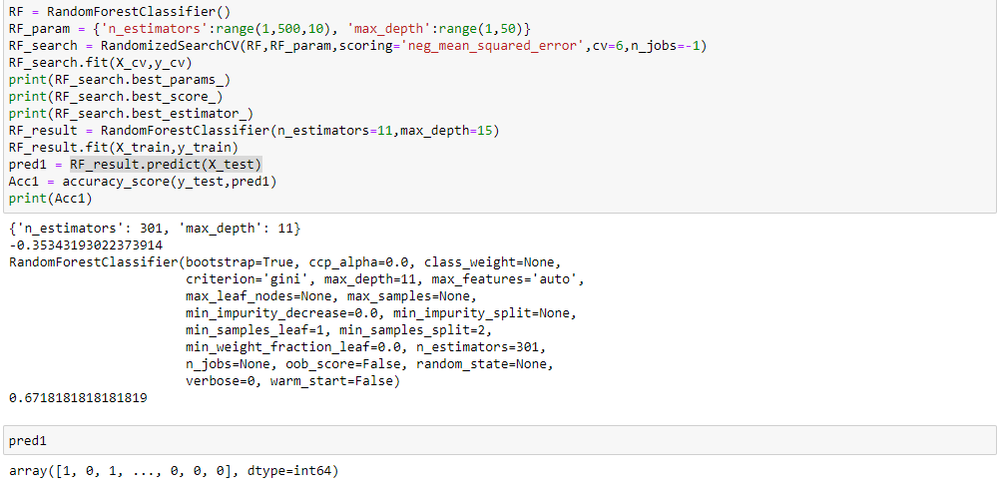 RF = RandomForestClassifier()
RF_param = {'n_estimators':range(1,500,10), 'max_depth':range(1,50)}
RF_search = RandomizedSearchCV(RF,RF_param,scoring='neg_mean_squared_error',cv=6,n_jobs=-1)
RF_search.fit(X_cv,y_cv)
print(RF_search.best_params_)
print(RF_search.best_score_)
print(RF_search.best_estimator_)
RF_result = RandomForestClassifier(n_estimators=11,max_depth=15)
RF_result.fit(X_train,y_train)
pred1 = RF_result.predict(X_test)
Acc1 = accuracy_score(y_test,pred1)
print(Acc1)
{'n_estimators': 301, 'max_depth': 11}
-0.35343193022373914
RandomForestClassifier(bootstrap=True, ccp_alpha=0.0, class_weight=None,
criterion='gini', max_depth=11, max_features='auto',
max_leaf_nodes=None, max_samples=None,
min_impurity_decrease=0.0, min_impurity_split=None,
min_samples_leaf=1, min_samples_split=2,
min_weight_fraction_leaf=0.0, n_estimators=301,
n_jobs=None, oob_score=False, random_state=None,
verbose=0, warm_start=False)
0.6718181818181819
pred1
array([1, 0, 1, ..., 0, 0, 0], dtype=int64)